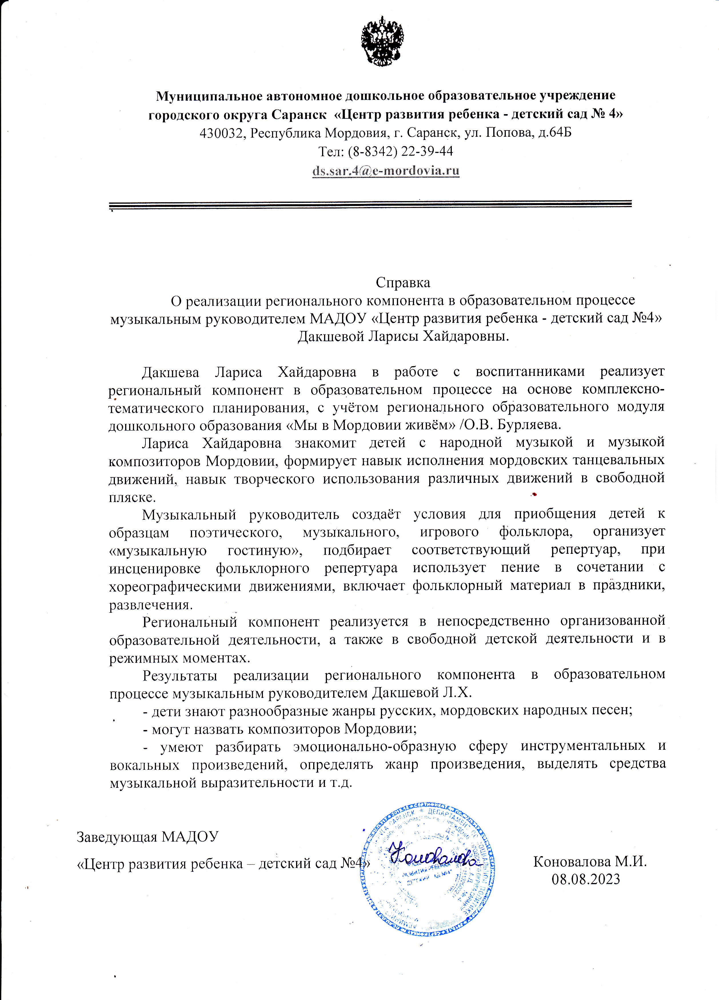 Муниципальное автономное дошкольное образовательное учреждение
городского округа Саранск «Центр развития ребенка - детский сад № 4»
430032, Республика Мордовия, г. Саранск, ул. Попова, д.64Б
Тел: (8-8342) 22-39-44
ds.sar.4@e-mordovia.ru
Справка
О реализации регионального компонента в образовательном процессе
музыкальным руководителем МАДОУ «Центр развития ребенка - детский сад №4»
Дакшевой Ларисы Хайдаровны.
Дакшева Лариса Хайдаровна в работе с воспитанниками реализует
региональный компонент в образовательном процессе на основе комплексно-
тематического планирования, с учётом регионального образовательного модуля
дошкольного образования «Мы в Мордовии живём» /О.В. Бурляева.
Лариса Хайдаровна знакомит детей с народной музыкой и музыкой
композиторов Мордовии, формирует навык исполнения мордовских танцевальных
движений, навык творческого использования различных движений в свободной
пляске.
Музыкальный руководитель создаёт условия для приобщения детей к
образцам поэтического, музыкального, игрового фольклора, организует
«музыкальную гостиную», подбирает соответствующий репертуар, при
инсценировке фольклорного репертуара использует пение в сочетании с
хореографическими движениями, включает фольклорный материал в праздники,
развлечения.
Региональный компонент реализуется в непосредственно организованной
образовательной деятельности, а также в свободной детской деятельности и в
режимных моментах.
Результаты реализации регионального компонента в образовательном
процессе музыкальным руководителем Дакшевой Л.Х.
- дети знают разнообразные жанры русских, мордовских народных песен;
- могут назвать композиторов Мордовии;
- умеют разбирать эмоционально-образную сферу инструментальных и
вокальных произведений, определять жанр произведения, выделять средства
музыкальной выразительности и т.д.
Заведующая МАДОУ
«Центр развития ребенка – детский сад №4»
Коновалова
Коновалова М.И.
08.08.2023
САРАНСК * ДЕПАРТАМЕНТ ПО СОЦИАЛЬНОЙ ПОЛИТИКЕ
РАЗВИТИЯ РЕБЕНКА